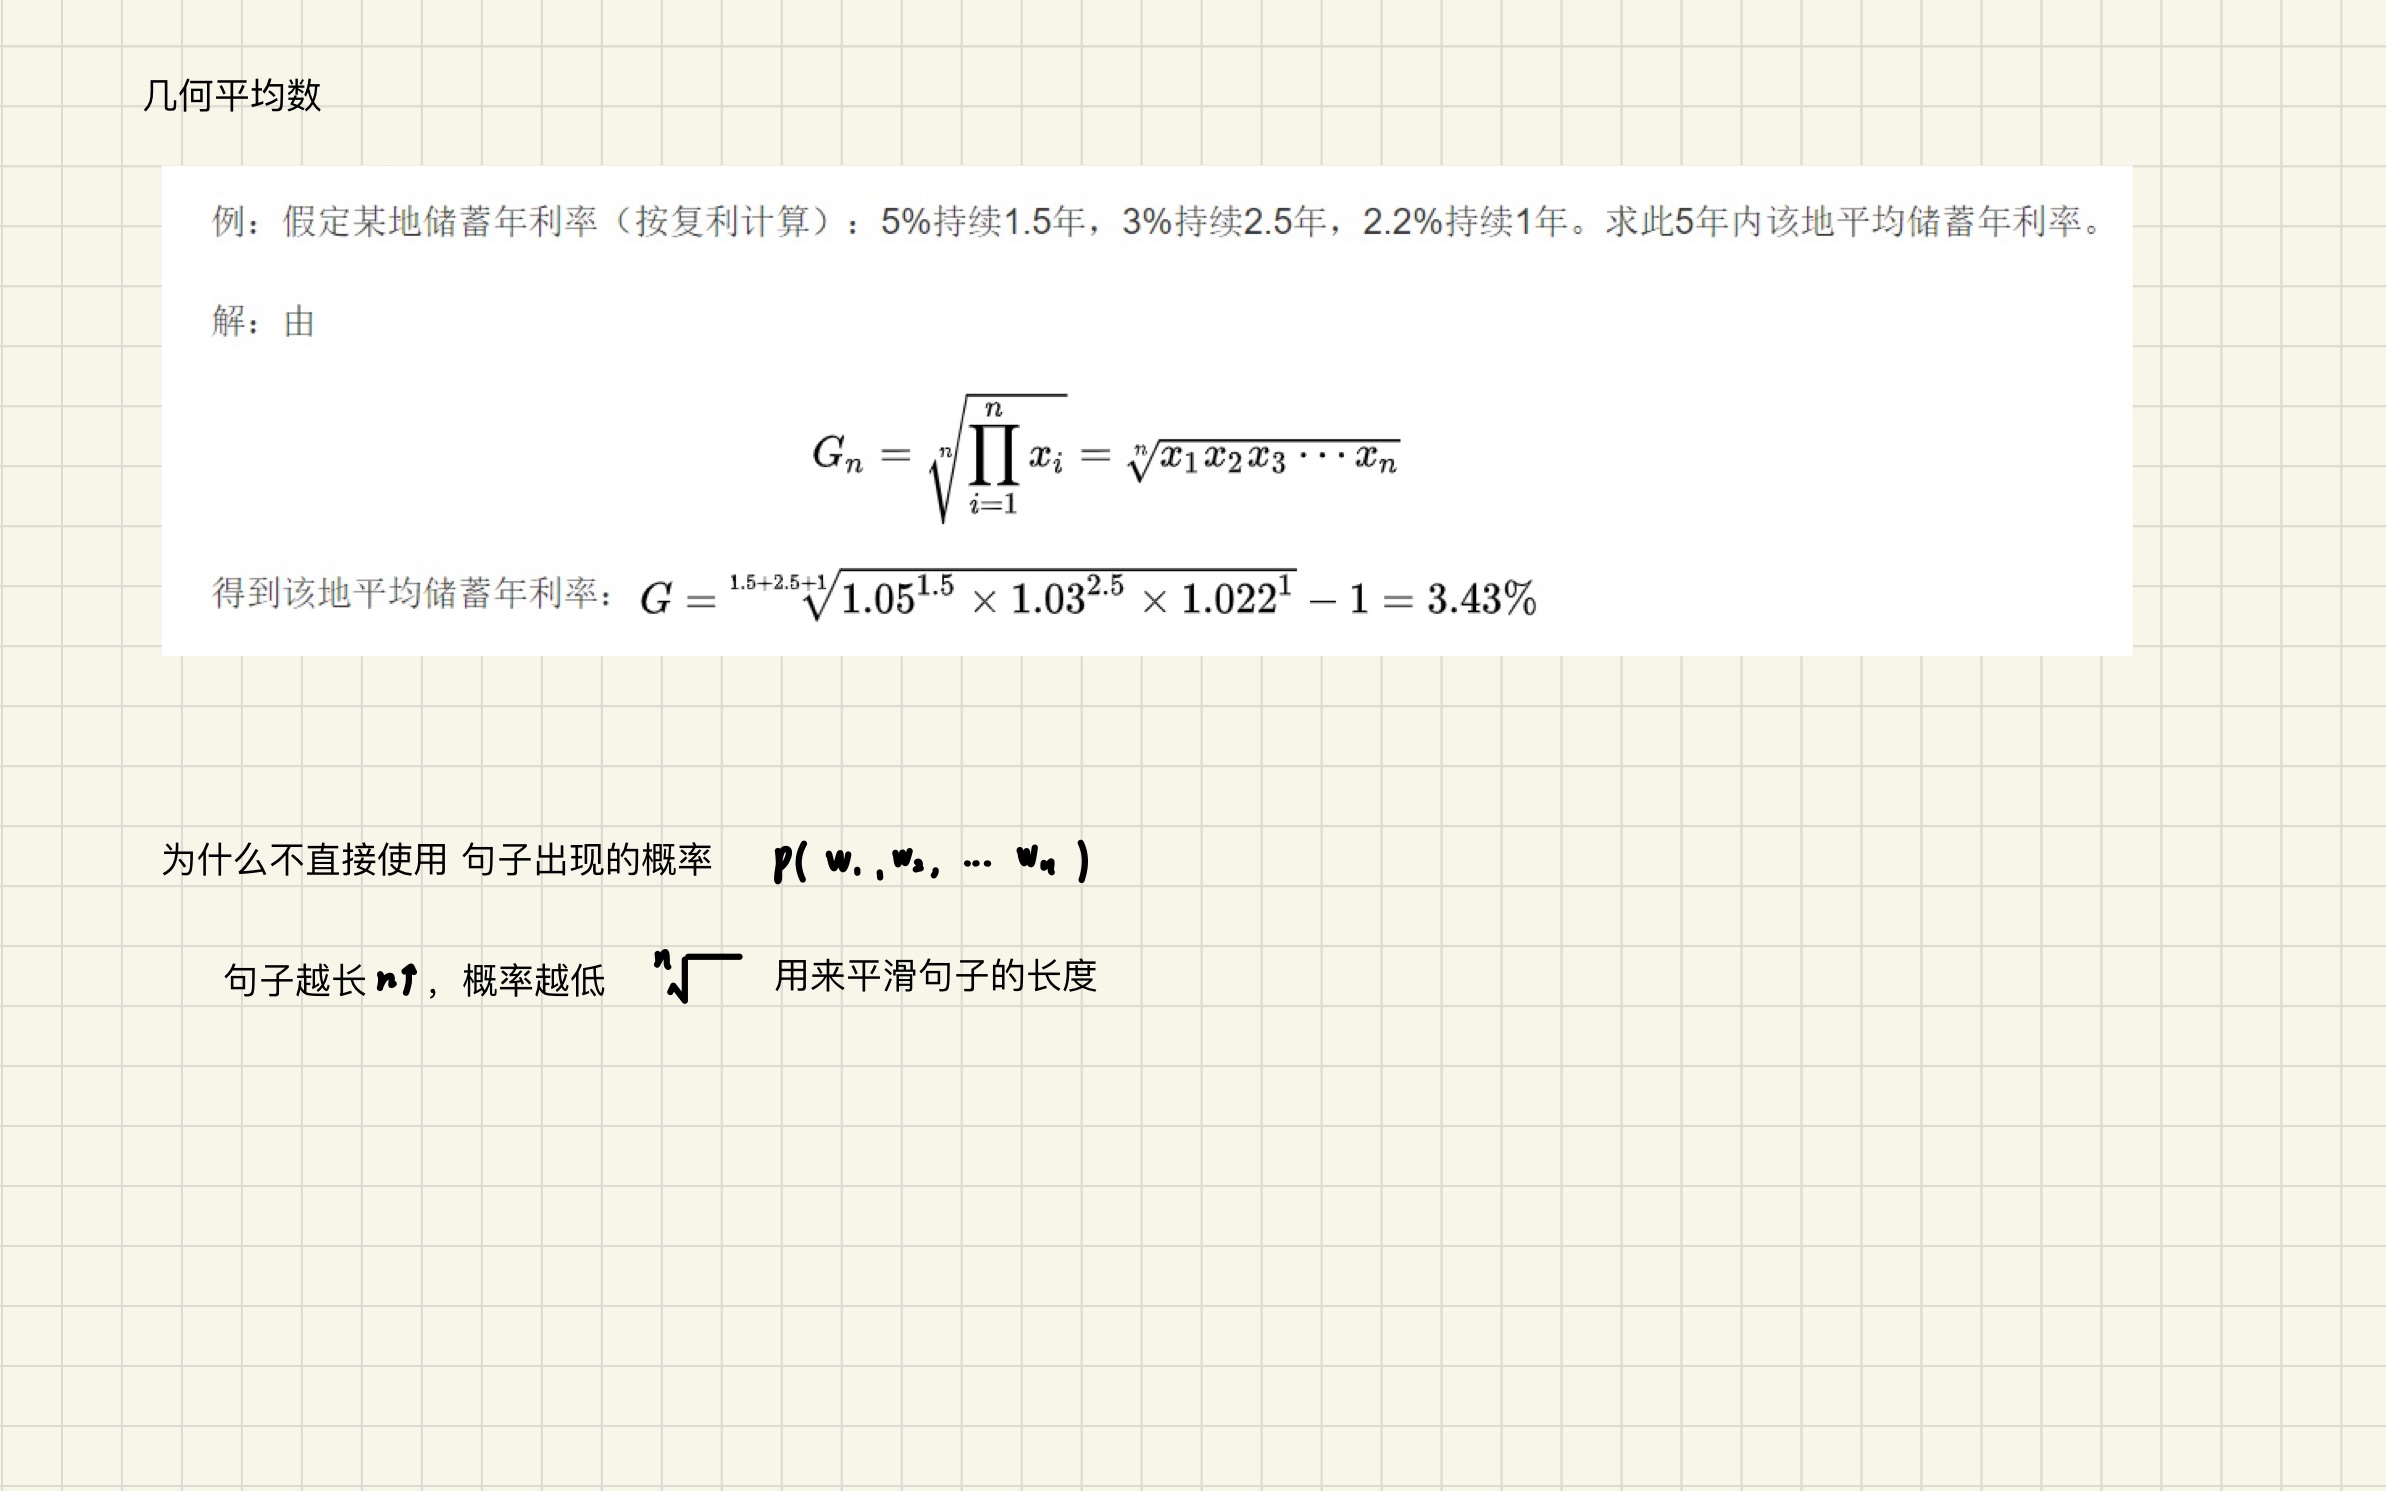 几何平均数
例：假定某地储蓄年利率（按复利计算）：5%持续1.5年，3%持续2.5年，2.2%持续1年。求此5年内该地平均储蓄年利率。
解：由
G_n = \sqrt[n]{\prod_{i=1}^{n} x_i} = \sqrt[n]{x_1 x_2 x_3 \cdots x_n}
得到该地平均储蓄年利率：G = \sqrt[1.5+2.5+1]{1.05^{1.5} × 1.03^{2.5} × 1.022^1} − 1 = 3.43%
为什么不直接使用 句子出现的概率 p( w_1, w_2, … w_n )
句子越长 n↑，概率越低 \sqrt[n]{} 用来平滑句子的长度